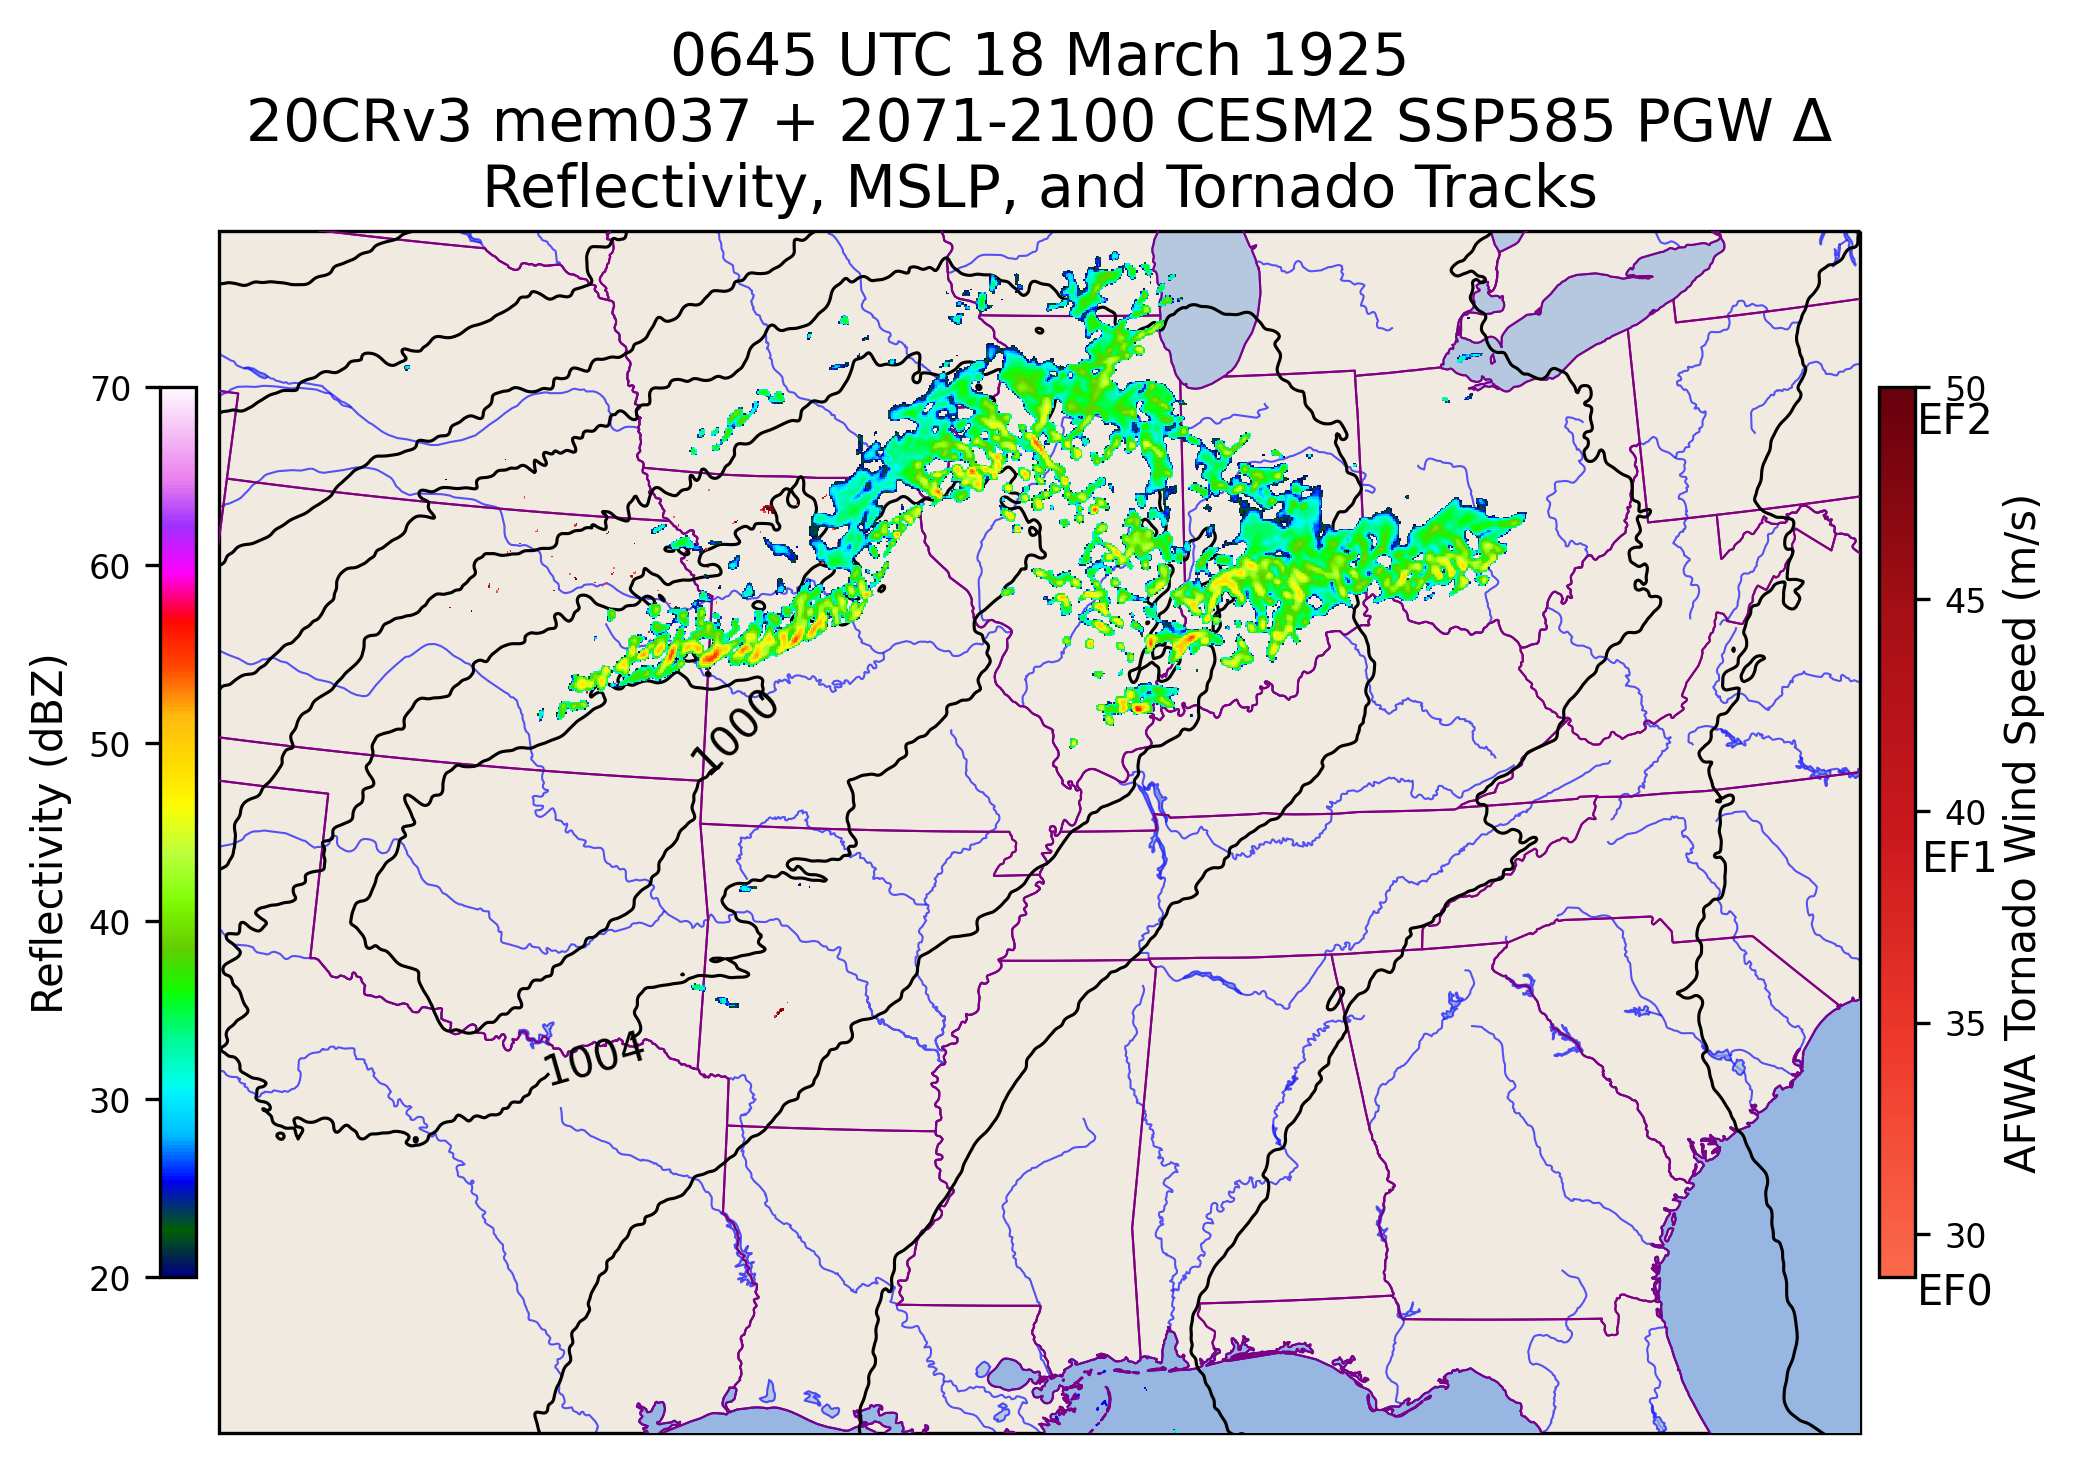 0645 UTC 18 March 1925
20CRv3 mem037 + 2071-2100 CESM2 SSP585 PGW Δ
Reflectivity, MSLP, and Tornado Tracks
70
60
50
40
30
20
Reflectivity (dBZ)
1000
1004
50
EF2
45
40
EF1
35
30
EF0
AFWA Tornado Wind Speed (m/s)